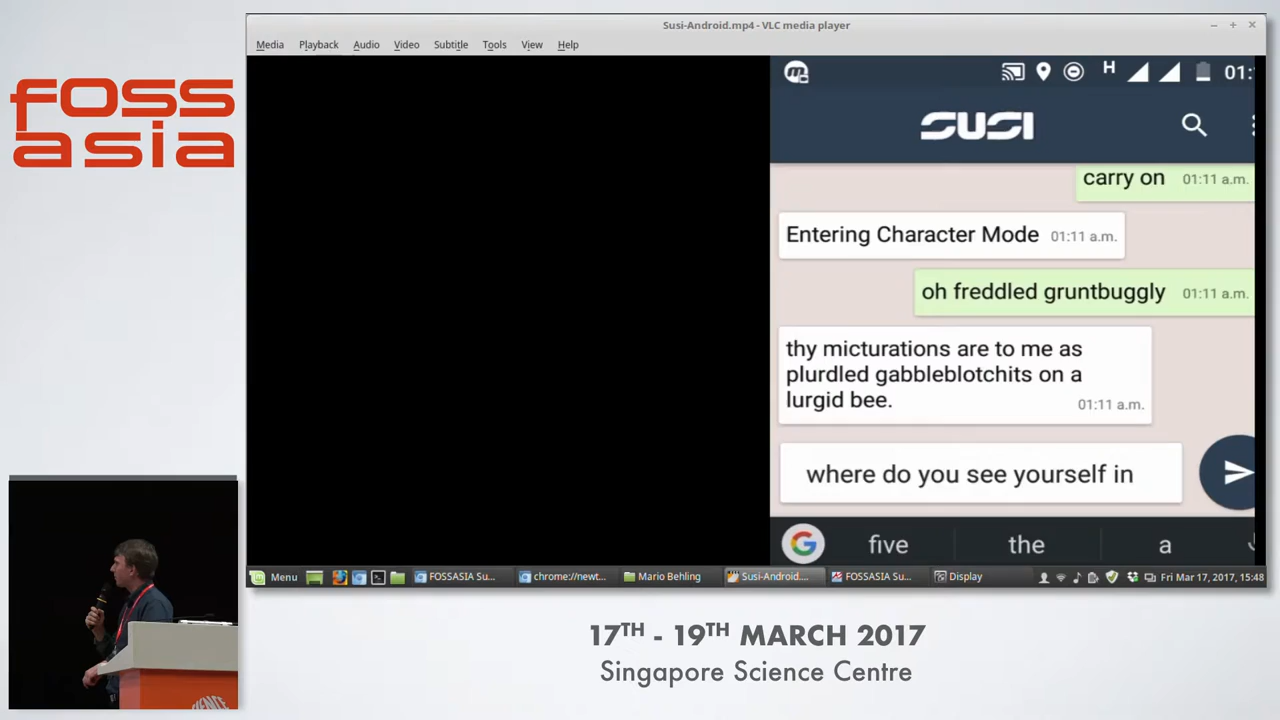 foss
asia
Susi-Android.mp4 - VLC media player
Media Playback Audio Video Subtitle Tools View Help
H 01:
SUSI
carry on 01:11 a.m.
Entering Character Mode 01:11 a.m.
oh freddled gruntbuggly 01:11 a.m.
thy micturations are to me as
plurdled gabbleblotchits on a
lurgid bee.
01:11 a.m.
where do you see yourself in
G five the a
Menu FOSSASIA Su... chrome://newt... Mario Behling Susi-Android.... FOSSASIA Su... Display Fri Mar 17, 2017, 15:48
17TH - 19TH MARCH 2017
Singapore Science Centre